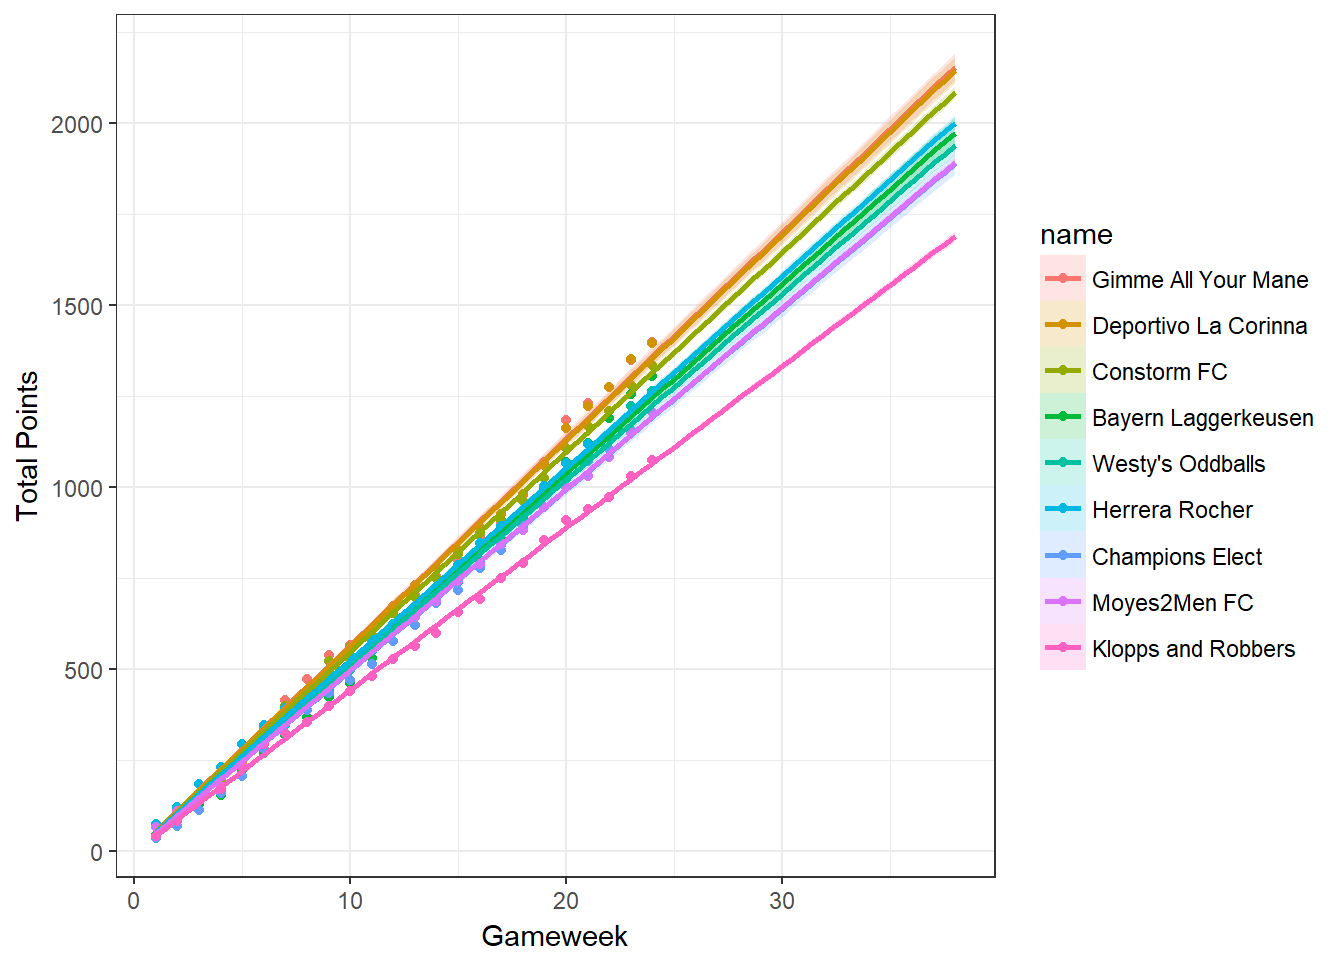 2000
1500
1000
500
0
Total Points
0 10 20 30
Gameweek
name
Gimme All Your Mane
Deportivo La Corinna
Constorm FC
Bayern Laggerkeusen
Westy's Oddballs
Herrera Rocher
Champions Elect
Moyes2Men FC
Klopps and Robbers